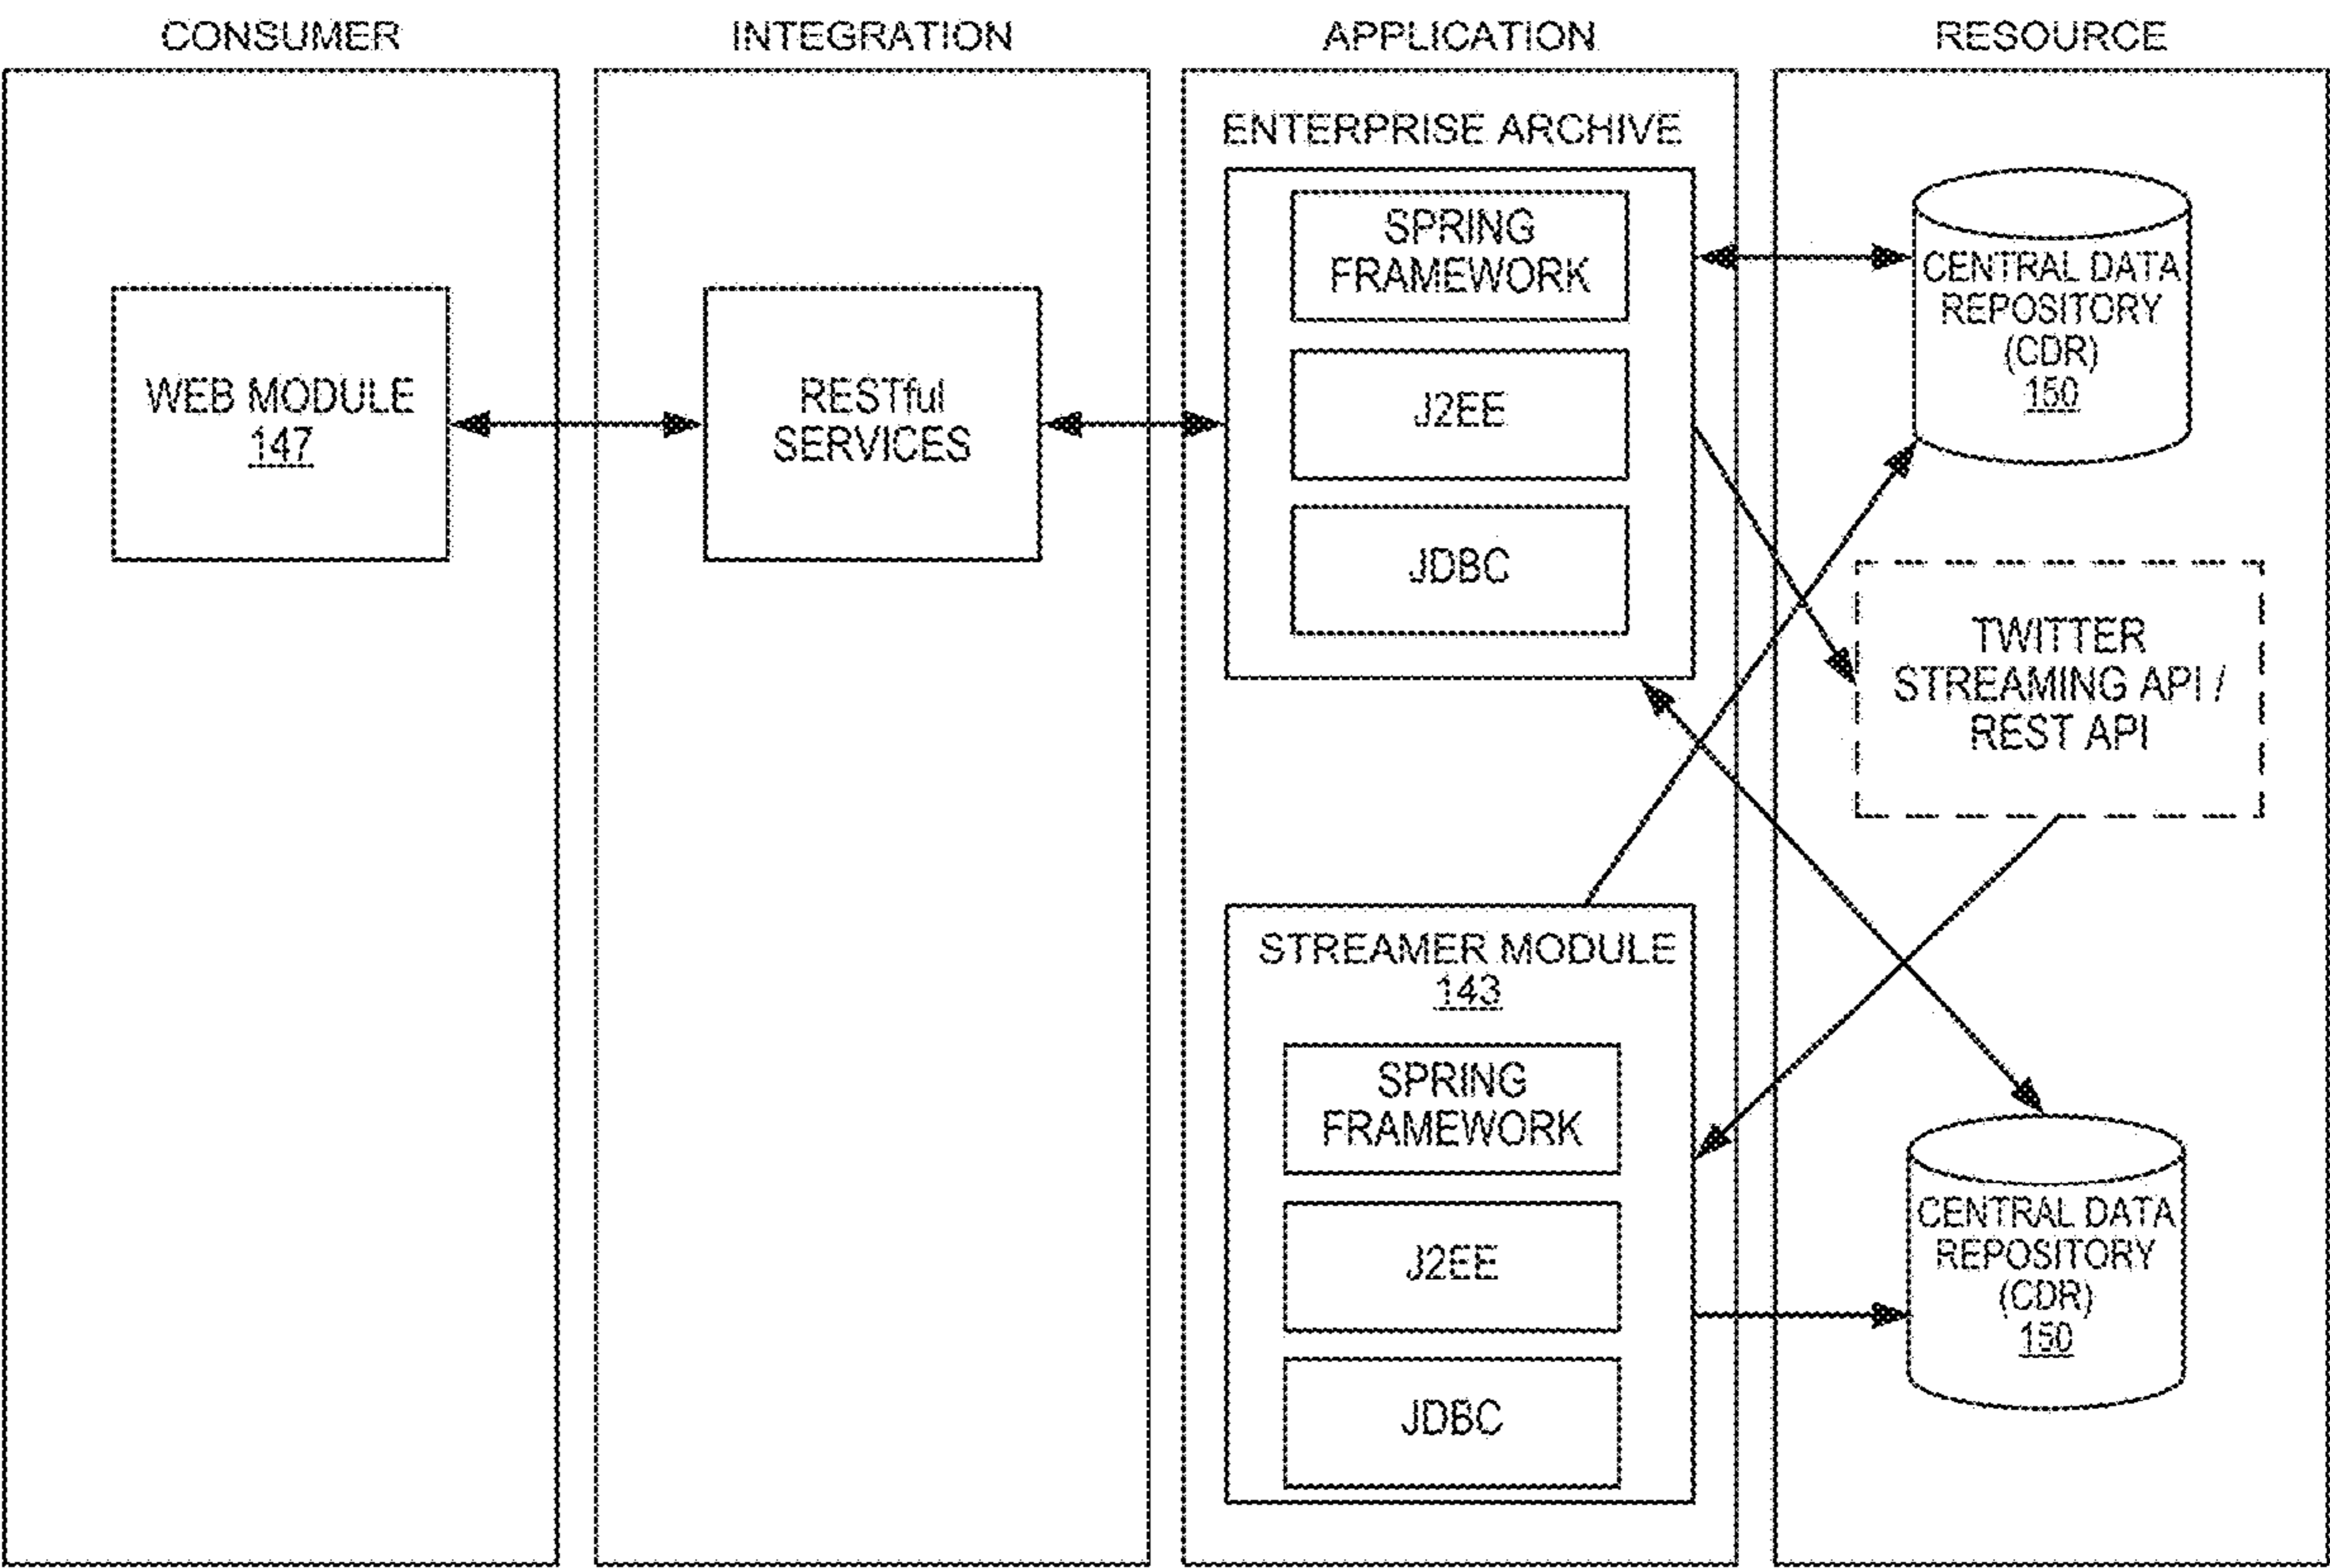 CONSUMER
INTEGRATION
APPLICATION
RESOURCE
WEB MODULE
147
RESTful
SERVICES
ENTERPRISE ARCHIVE
SPRING
FRAMEWORK
J2EE
JDBC
STREAMER MODULE
143
SPRING
FRAMEWORK
J2EE
JDBC
CENTRAL DATA
REPOSITORY
(CDR)
150
TWITTER
STREAMING API /
REST API
CENTRAL DATA
REPOSITORY
(CDR)
150